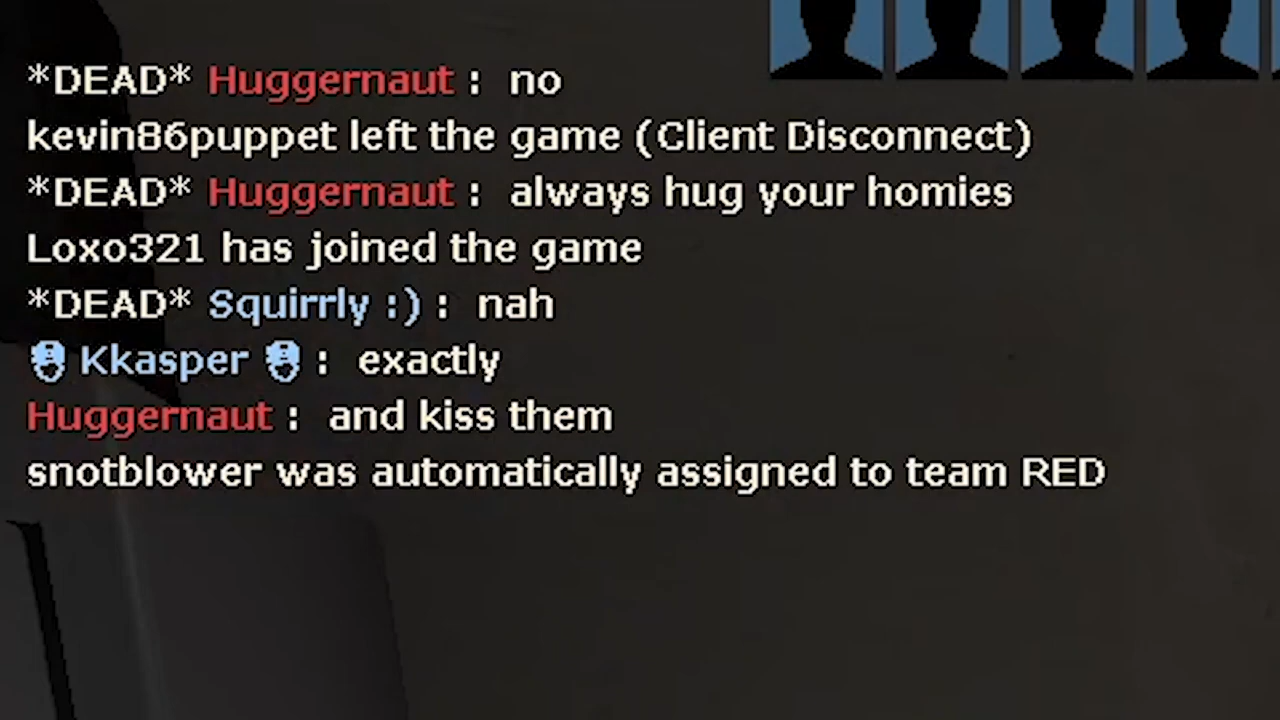 *DEAD* Huggernaut :  no
kevin86puppet left the game (Client Disconnect)
*DEAD* Huggernaut :  always hug your homies
Loxo321 has joined the game
*DEAD* Squirrly :) :  nah
☃ Kkasper ☃ :  exactly
Huggernaut :  and kiss them
snotblower was automatically assigned to team RED